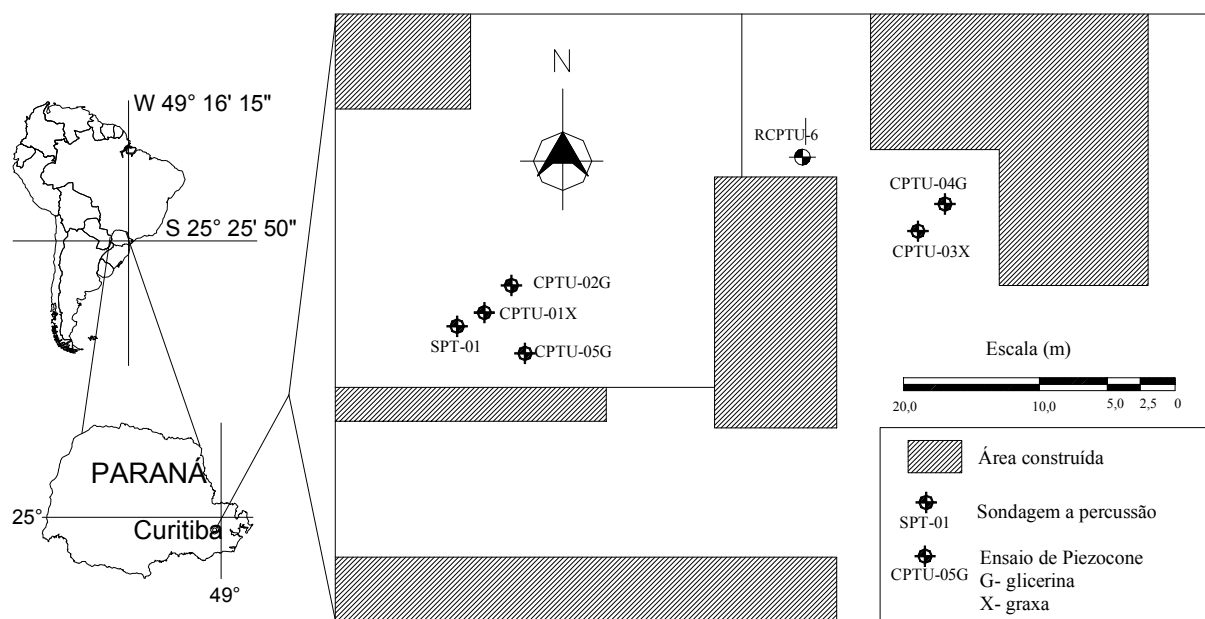 W 49° 16' 15"
S 25° 25' 50"
PARANÁ
25°
Curitiba
49°
N
RCPTU-6
CPTU-04G
CPTU-03X
CPTU-02G
CPTU-01X
SPT-01
CPTU-05G
Escala (m)
20,0 10,0 5,0 2,5 0
Área construída
SPT-01 Sondagem a percussão
CPTU-05G Ensaio de Piezocone
G- glicerina
X- graxa